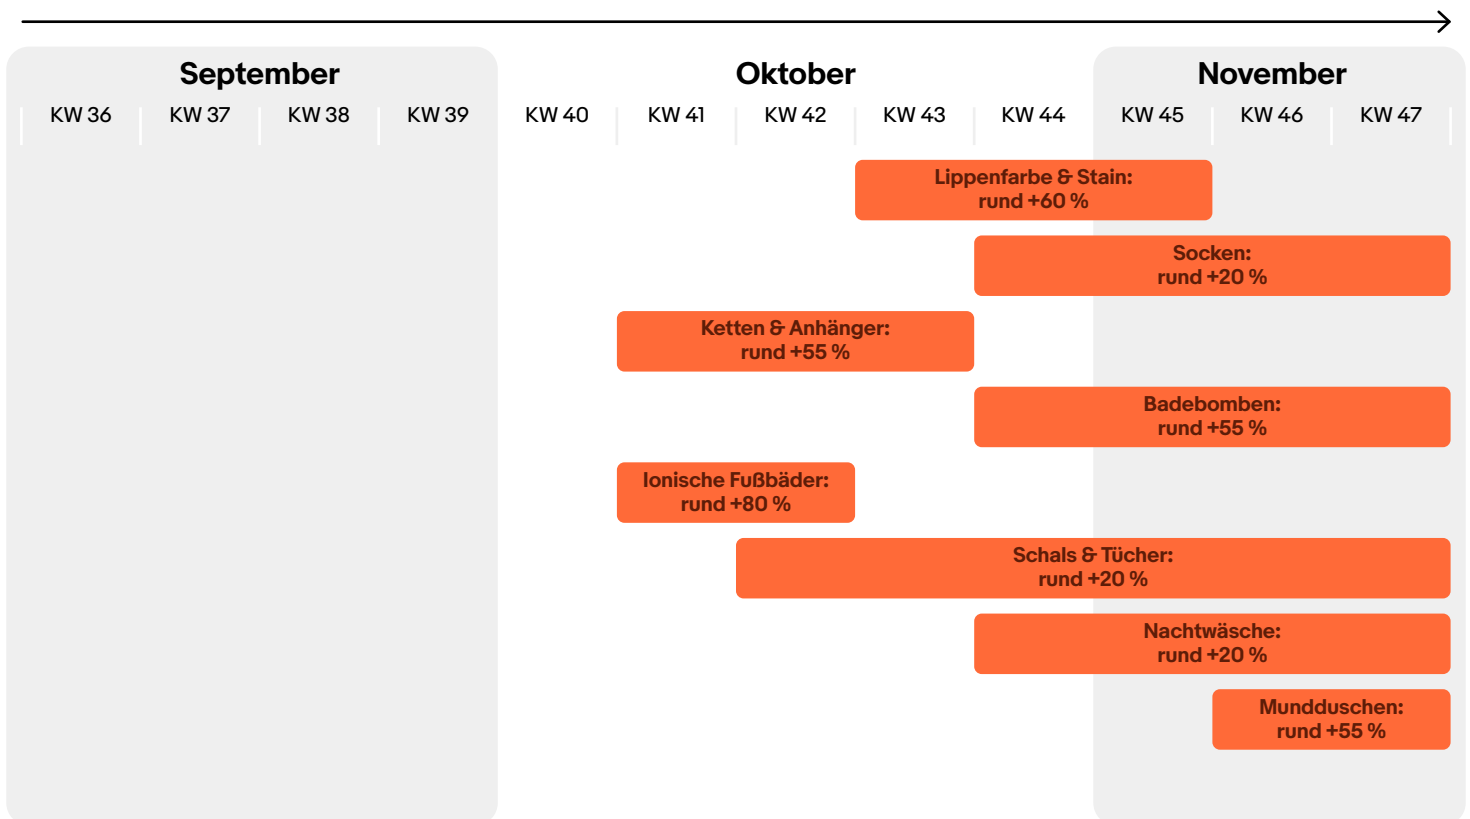 September
Oktober
November
KW 36
KW 37
KW 38
KW 39
KW 40
KW 41
KW 42
KW 43
KW 44
KW 45
KW 46
KW 47
Lippenfarbe & Stain:
rund +60 %
Socken:
rund +20 %
Ketten & Anhänger:
rund +55 %
Badebomben:
rund +55 %
Ionische Fußbäder:
rund +80 %
Schals & Tücher:
rund +20 %
Nachtwäsche:
rund +20 %
Mundduschen:
rund +55 %